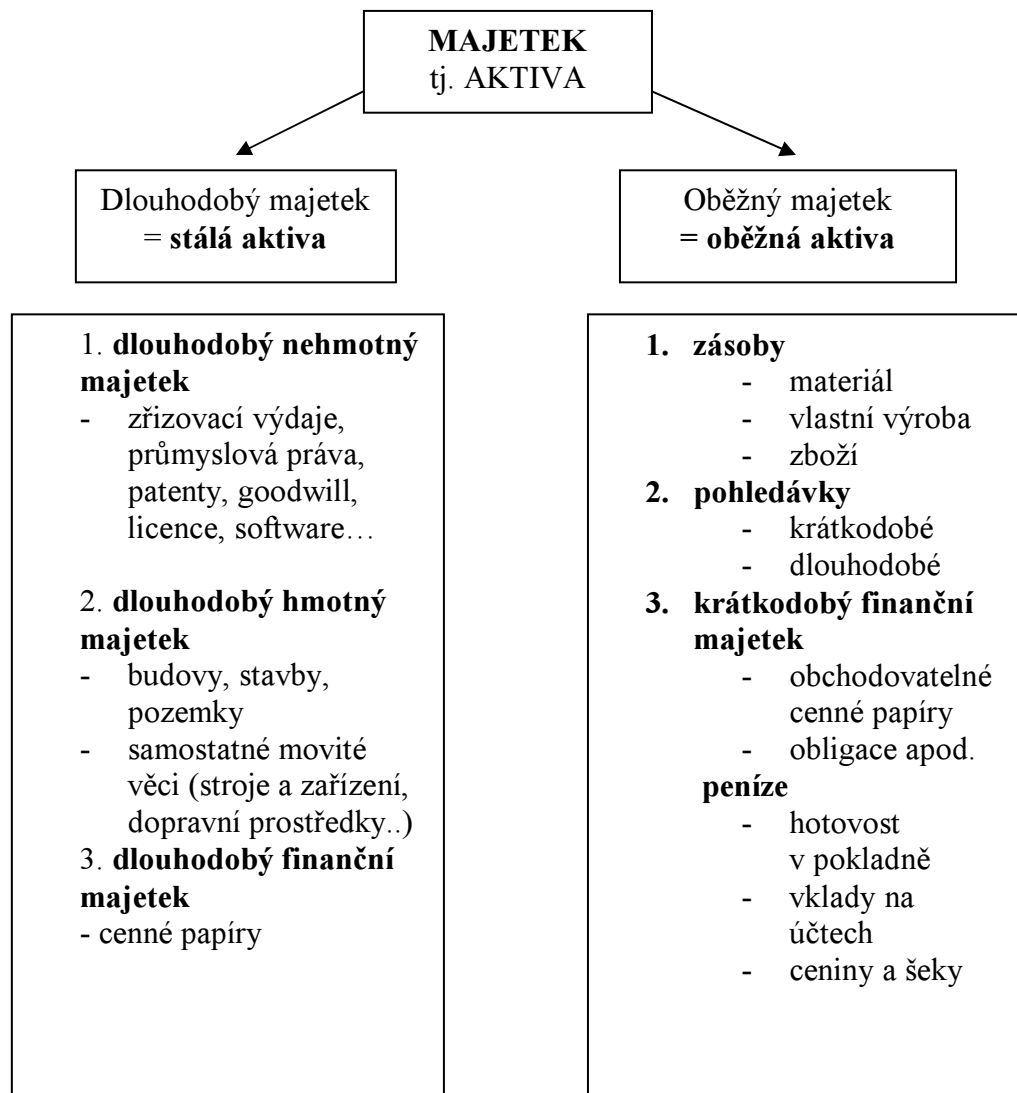 MAJETEK
tj. AKTIVA
Dlouhodobý majetek
= stálá aktiva
Oběžný majetek
= oběžná aktiva
1. dlouhodobý nehmotný
majetek
- zřizovací výdaje,
průmyslová práva,
patenty, goodwill,
licence, software…
2. dlouhodobý hmotný
majetek
- budovy, stavby,
pozemky
- samostatné movité
věci (stroje a zařízení,
dopravní prostředky..)
3. dlouhodobý finanční
majetek
- cenné papíry
1. zásoby
- materiál
- vlastní výroba
- zboží
2. pohledávky
- krátkodobé
- dlouhodobé
3. krátkodobý finanční
majetek
- obchodovatelné
cenné papíry
- obligace apod.
peníze
- hotovost
v pokladně
- vklady na
účtech
- ceniny a šeky